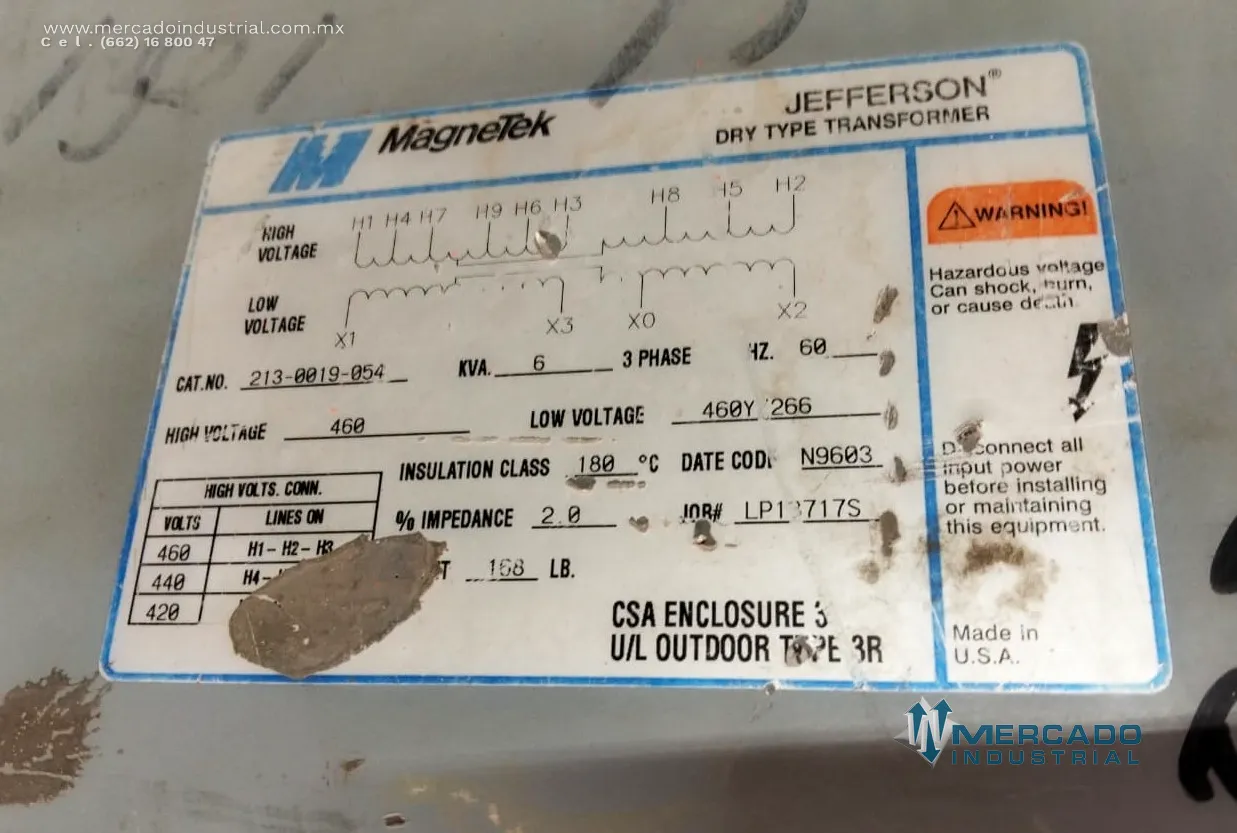 www.mercadoindustrial.com.mx
Cel. (662) 16 800 47
MagneTek
JEFFERSON®
DRY TYPE TRANSFORMER
HIGH VOLTAGE
H1 H4 H7 H9 H6 H3 H8 H5 H2
LOW VOLTAGE
X1 X3 X0 X2
CAT.NO. 213-0019-054
KVA. 6 3 PHASE HZ. 60
HIGH VOLTAGE 460
LOW VOLTAGE 460Y 266
INSULATION CLASS 180 °C
DATE CODE N9603
% IMPEDANCE 2.0
JOB#
168 LB.
HIGH VOLTS. CONN.
VOLTS LINES ON
460 H1-H2-H3
440 H4-
420
CSA ENCLOSURE 3
U/L OUTDOOR TYPE 3R
WARNING!
Hazardous voltage
Can shock, burn,
or cause death.
Disconnect all
input power
before installing
or maintaining
this equipment.
Made in
U.S.A.
MERCADO
INDUSTRIAL